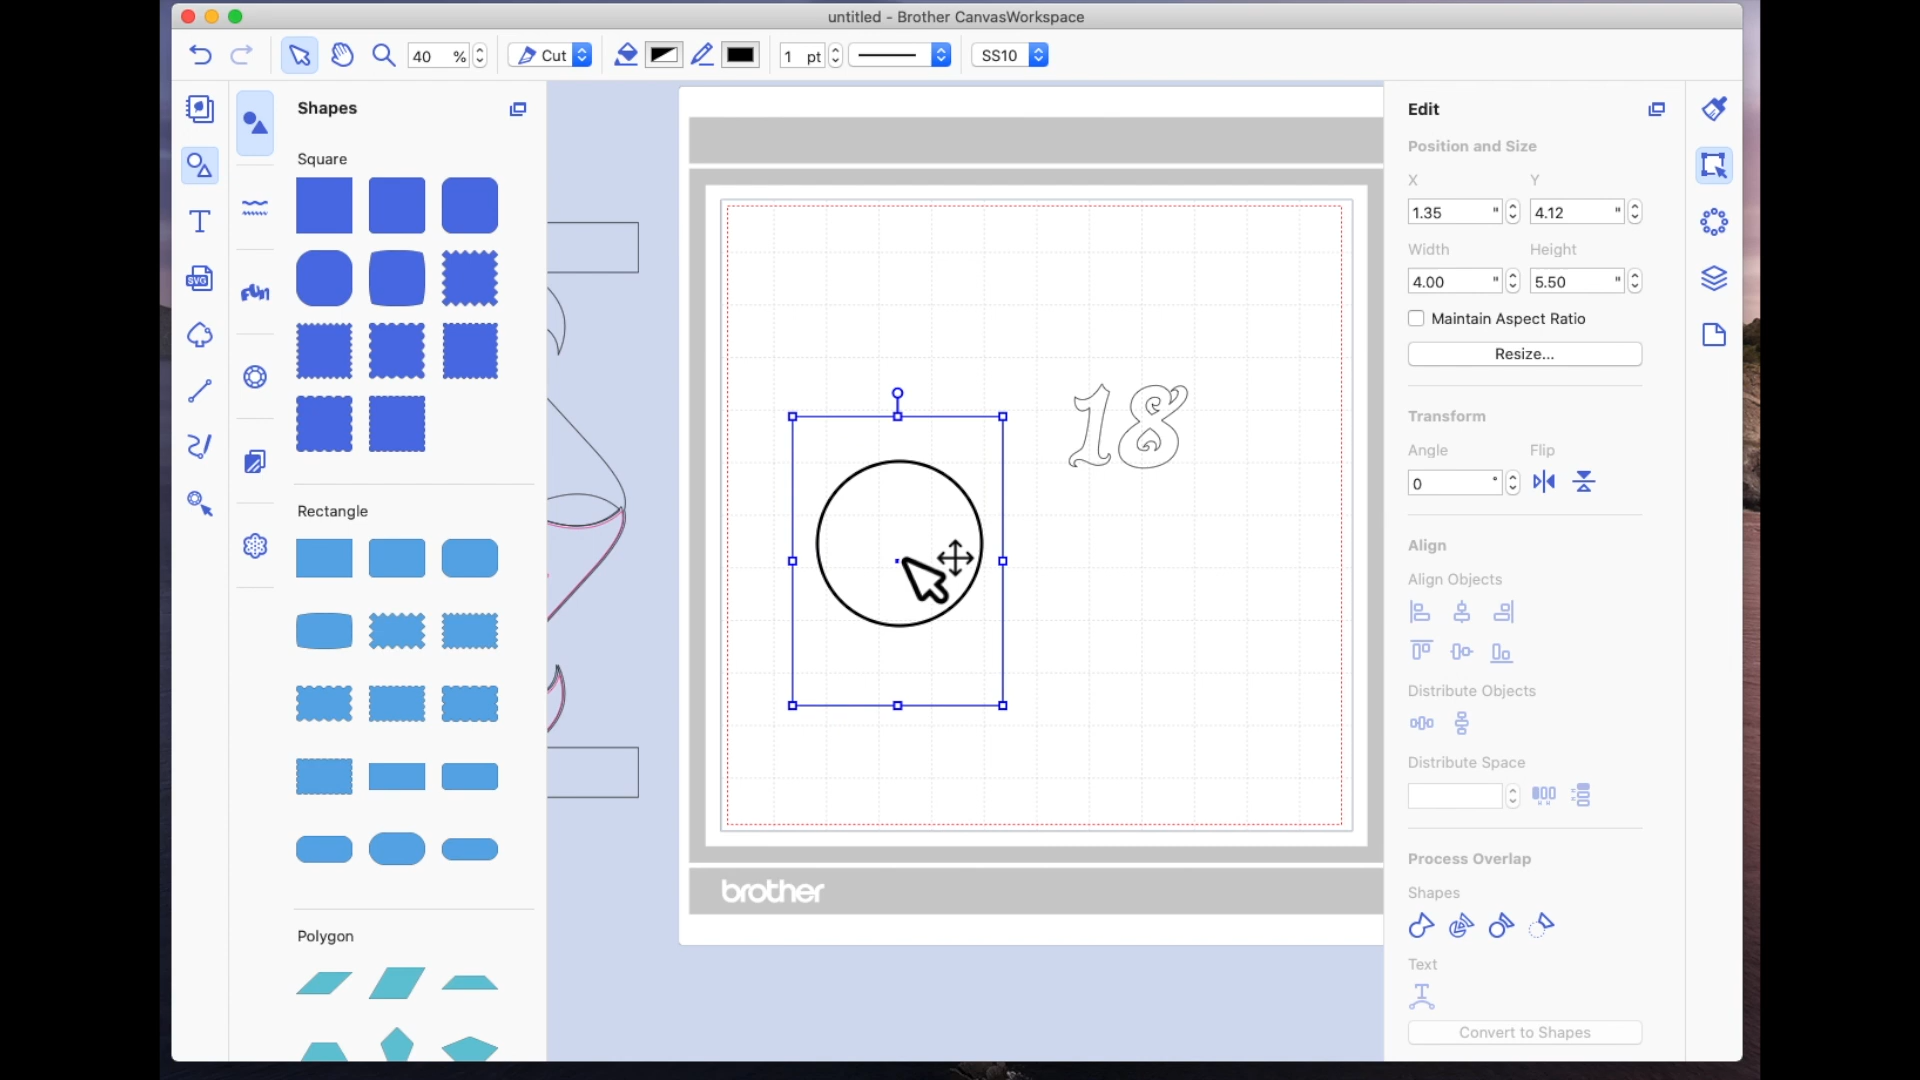 untitled - Brother CanvasWorkspace
40 %
Cut
1 pt
SS10
Shapes
Square
Rectangle
Polygon
T
SVG
Fun
18
brother
Edit
Position and Size
X
Y
1.35 "
4.12 "
Width
Height
4.00 "
5.50 "
Maintain Aspect Ratio
Resize...
Transform
Angle
Flip
0 °
Align
Align Objects
Distribute Objects
Distribute Space
Process Overlap
Shapes
Text
Convert to Shapes